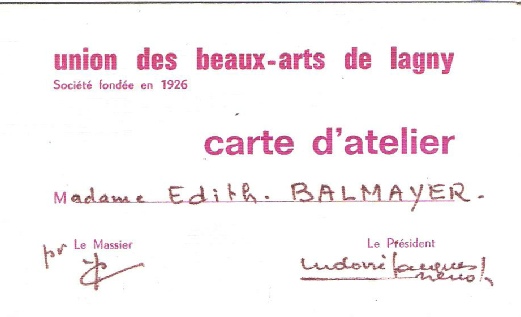 union des beaux-arts de lagny
Société fondée en 1926
carte d'atelier
Madame Edith. BALMAYER.
pr Le Massier
Le Président